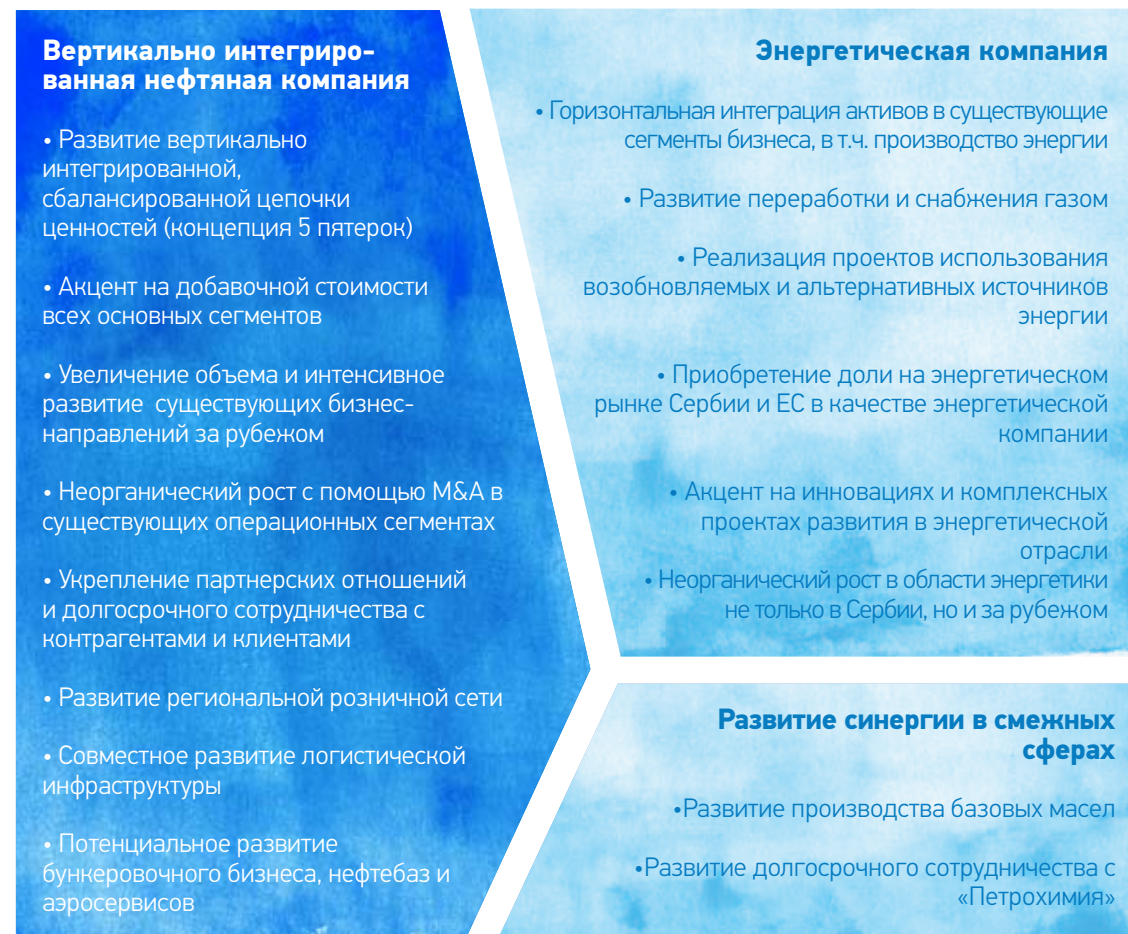 Вертикально интегриро-
ванная нефтяная компания
• Развитие вертикально
интегрированной,
сбалансированной цепочки
ценностей (концепция 5 пятерок)
• Акцент на добавочной стоимости
всех основных сегментов
• Увеличение объема и интенсивное
развитие существующих бизнес-
направлений за рубежом
• Неорганический рост с помощью M&A в
существующих операционных сегментах
• Укрепление партнерских отношений
и долгосрочного сотрудничества с
контрагентами и клиентами
• Развитие региональной розничной сети
• Совместное развитие логистической
инфраструктуры
• Потенциальное развитие
бункеровочного бизнеса, нефтебаз и
аэросервисов
Энергетическая компания
• Горизонтальная интеграция активов в существующие
сегменты бизнеса, в т.ч. производство энергии
• Развитие переработки и снабжения газом
• Реализация проектов использования
возобновляемых и альтернативных источников
энергии
• Приобретение доли на энергетическом
рынке Сербии и ЕС в качестве энергетической
компании
• Акцент на инновациях и комплексных
проектах развития в энергетической
отрасли
• Неорганический рост в области энергетики
не только в Сербии, но и за рубежом
Развитие синергии в смежных
сферах
•Развитие производства базовых масел
•Развитие долгосрочного сотрудничества с
«Петрохимия»